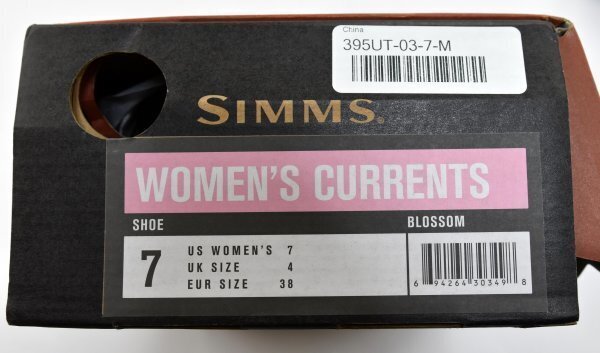 China
395UT-03-7-M
SIMMS®
WOMEN'S CURRENTS
SHOE
BLOSSOM
7
US WOMEN'S 7
UK SIZE 4
EUR SIZE 38
6 94264 30349 8